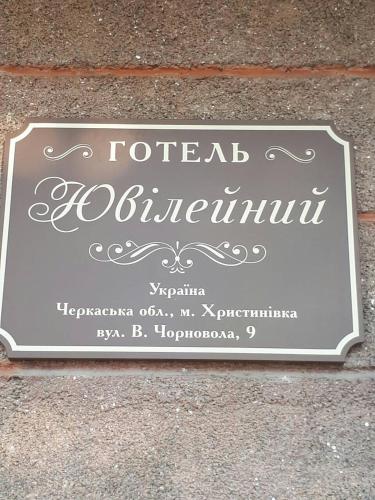 ГОТЕЛЬ
Ювілейний
Україна
Черкаська обл., м. Христинівка
вул. В. Чорновола, 9